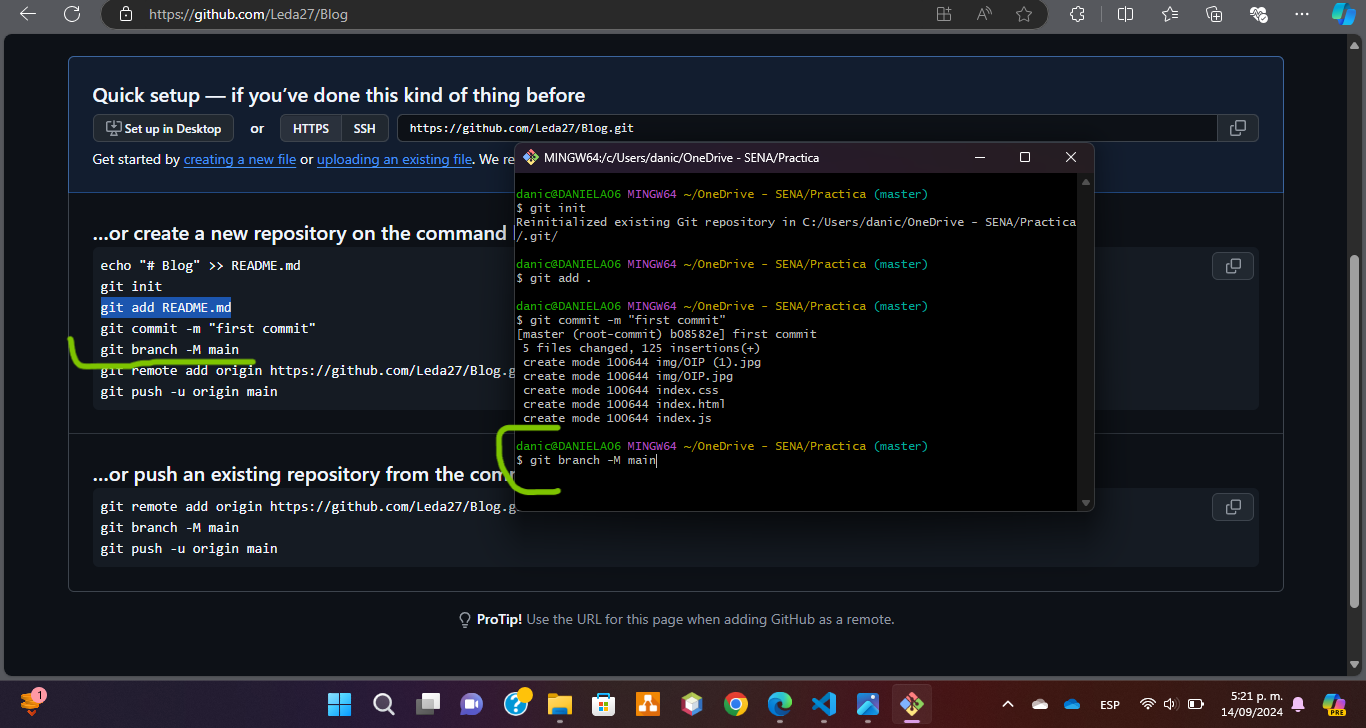 https://github.com/Leda27/Blog
Quick setup — if you've done this kind of thing before
Set up in Desktop or HTTPS SSH https://github.com/Leda27/Blog.git
Get started by creating a new file or uploading an existing file. We re
...or create a new repository on the command
echo "# Blog" >> README.md
git init
git add README.md
git commit -m "first commit"
git branch -M main
git remote add origin https://github.com/Leda27/Blog.g
git push -u origin main
...or push an existing repository from the com
git remote add origin https://github.com/Leda27/Blog.g
git branch -M main
git push -u origin main
ProTip! Use the URL for this page when adding GitHub as a remote.
MINGW64:/c/Users/danic/OneDrive - SENA/Practica
danic@DANIELA06 MINGW64 ~/OneDrive - SENA/Practica (master)
$ git init
Reinitialized existing Git repository in C:/Users/danic/OneDrive - SENA/Practica
/.git/
danic@DANIELA06 MINGW64 ~/OneDrive - SENA/Practica (master)
$ git add .
danic@DANIELA06 MINGW64 ~/OneDrive - SENA/Practica (master)
$ git commit -m "first commit"
[master (root-commit) b08582e] first commit
5 files changed, 125 insertions(+)
create mode 100644 img/OIP (1).jpg
create mode 100644 img/OIP.jpg
create mode 100644 index.css
create mode 100644 index.html
create mode 100644 index.js
danic@DANIELA06 MINGW64 ~/OneDrive - SENA/Practica (master)
$ git branch -M main
1
ESP
5:21 p. m.
14/09/2024
PRE